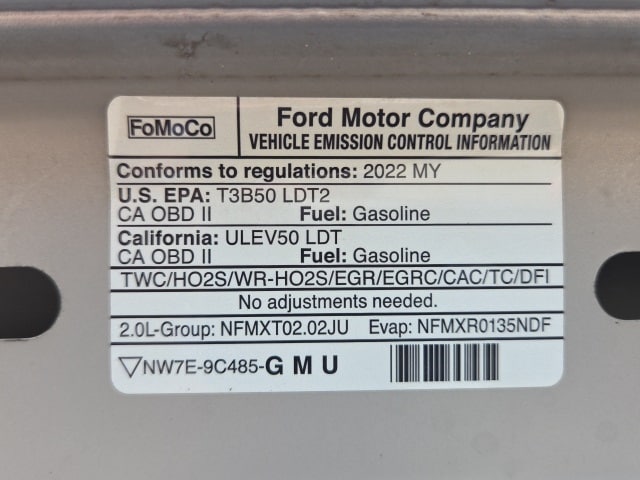 FoMoCo
Ford Motor Company
VEHICLE EMISSION CONTROL INFORMATION
Conforms to regulations: 2022 MY
U.S. EPA: T3B50 LDT2
CA OBD II Fuel: Gasoline
California: ULEV50 LDT
CA OBD II Fuel: Gasoline
TWC/HO2S/WR-HO2S/EGR/EGRC/CAC/TC/DFI
No adjustments needed.
2.0L-Group: NFMXT02.02JU Evap: NFMXR0135NDF
▽NW7E-9C485-G M U